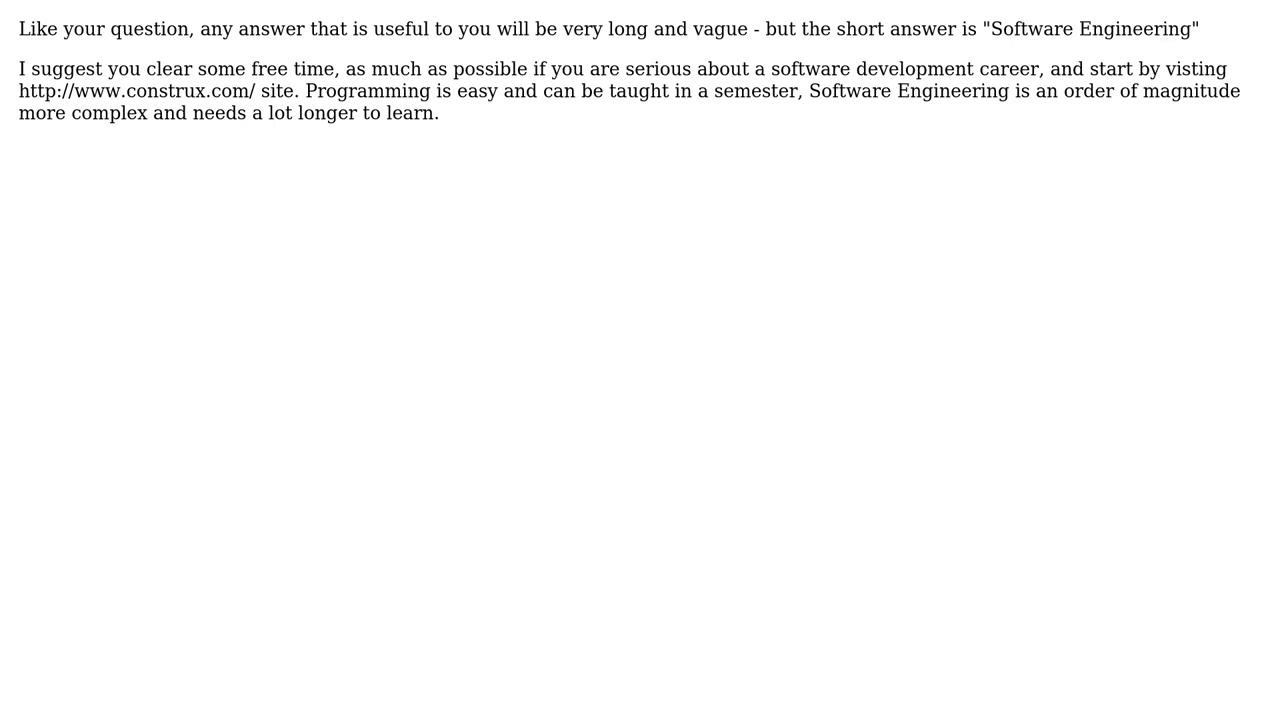 Like your question, any answer that is useful to you will be very long and vague - but the short answer is "Software Engineering"
I suggest you clear some free time, as much as possible if you are serious about a software development career, and start by visting
http://www.construx.com/ site. Programming is easy and can be taught in a semester, Software Engineering is an order of magnitude
more complex and needs a lot longer to learn.